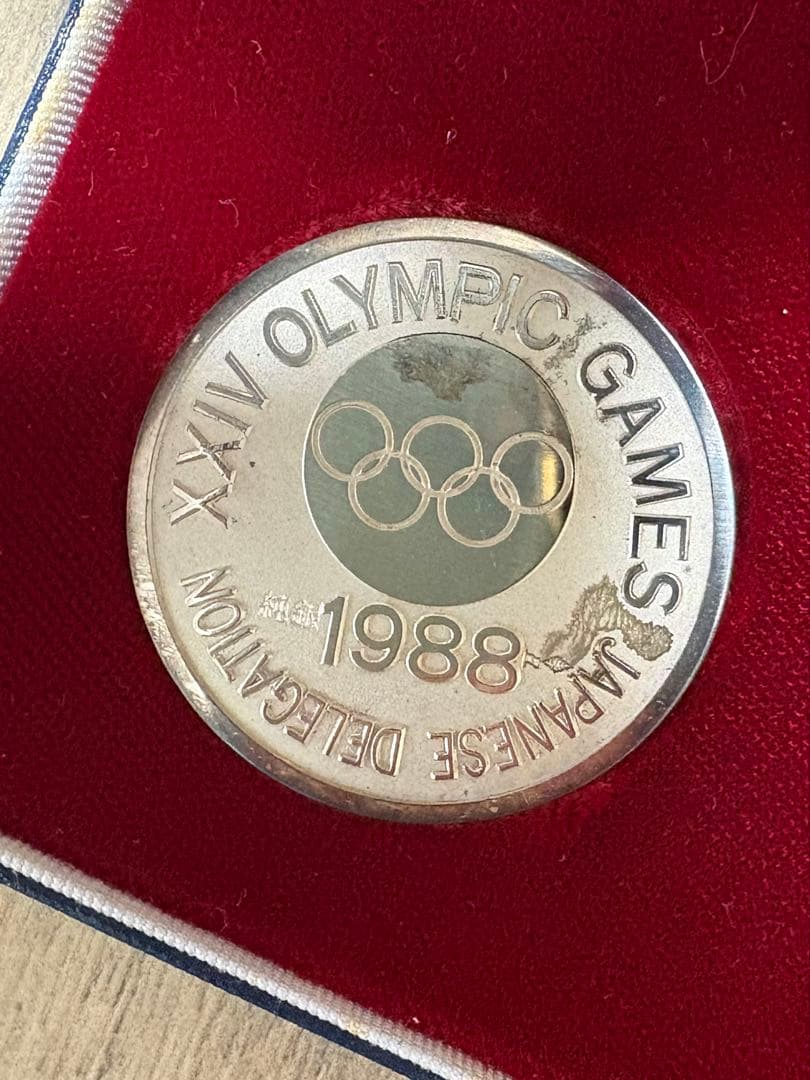 XXIV OLYMPIC GAMES
1988
JAPANESE DELEGATION